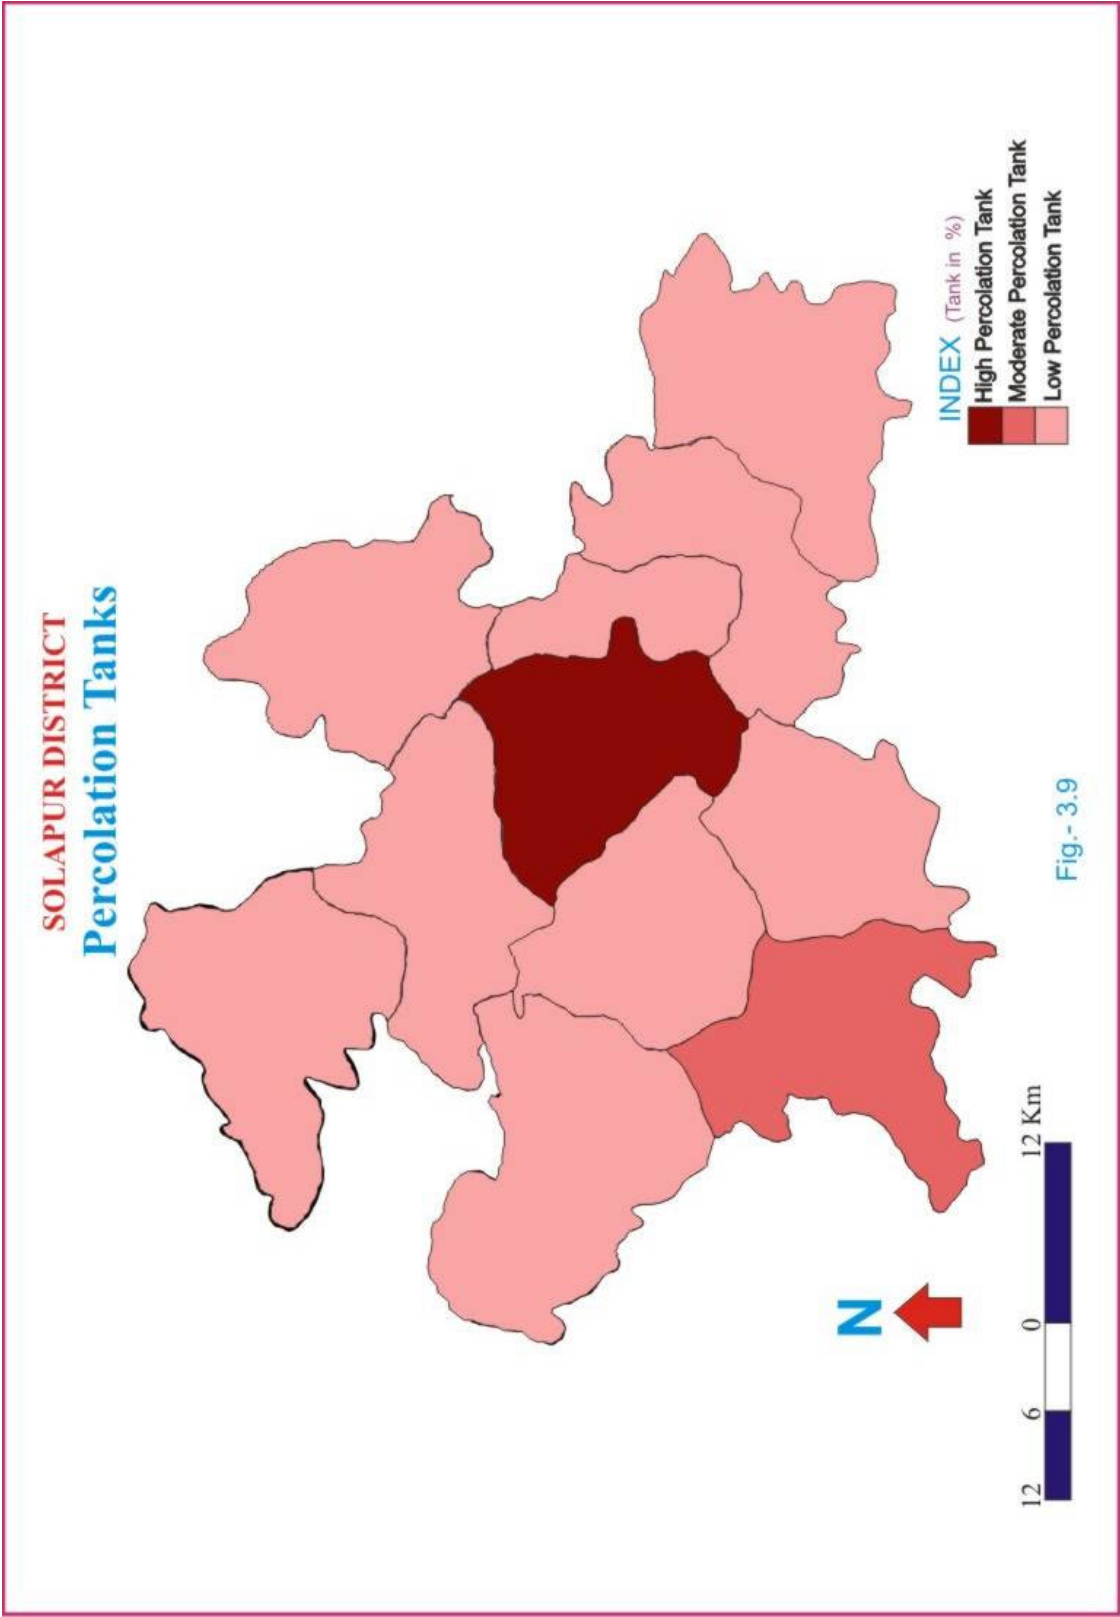 SOLAPUR DISTRICT
Percolation Tanks
INDEX (Tank in %)
High Percolation Tank
Moderate Percolation Tank
Low Percolation Tank
N
12 6 0 12 Km
Fig.- 3.9